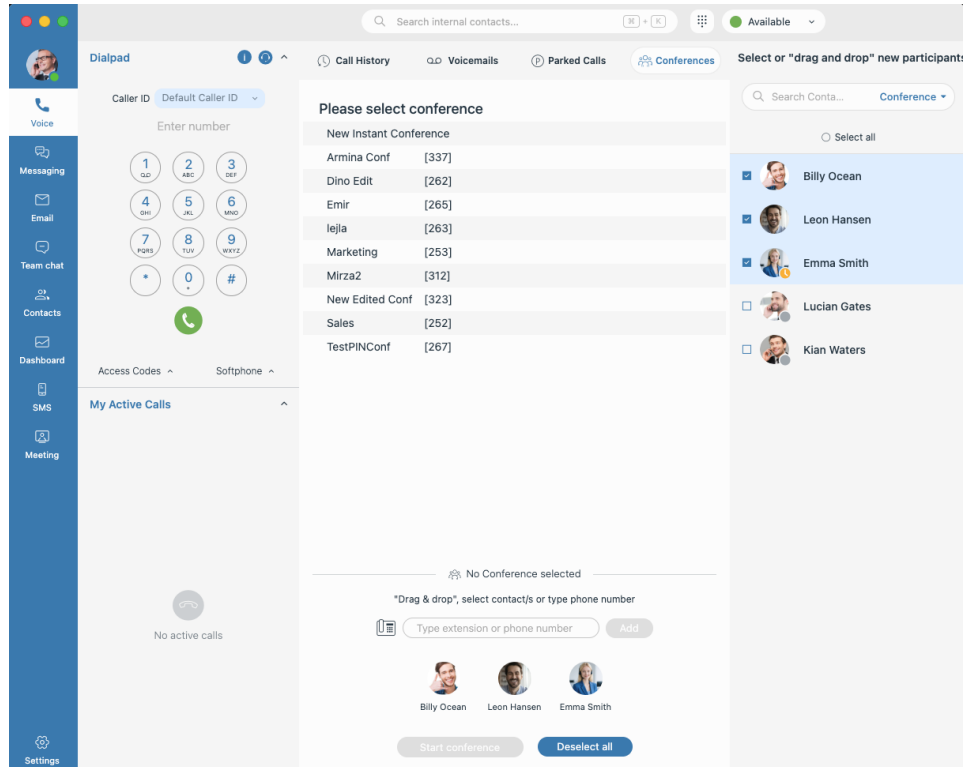 Search internal contacts...
⌘ + K
Available
Voice
Messaging
Email
Team chat
Contacts
Dashboard
SMS
Meeting
Settings
Dialpad
i
Caller ID Default Caller ID
Enter number
1 2 3
ABC DEF
4 5 6
GHI JKL MNO
7 8 9
PQRS TUV WXYZ
* 0 #
+
Access Codes Softphone
My Active Calls
No active calls
Call History Voicemails P Parked Calls Conferences
Please select conference
New Instant Conference
Armina Conf [337]
Dino Edit [262]
Emir [265]
lejla [263]
Marketing [253]
Mirza2 [312]
New Edited Conf [323]
Sales [252]
TestPINConf [267]
No Conference selected
"Drag & drop", select contact/s or type phone number
Type extension or phone number Add
Billy Ocean Leon Hansen Emma Smith
Start conference Deselect all
Select or "drag and drop" new participants
Search Conta... Conference
Select all
Billy Ocean
Leon Hansen
Emma Smith
Lucian Gates
Kian Waters